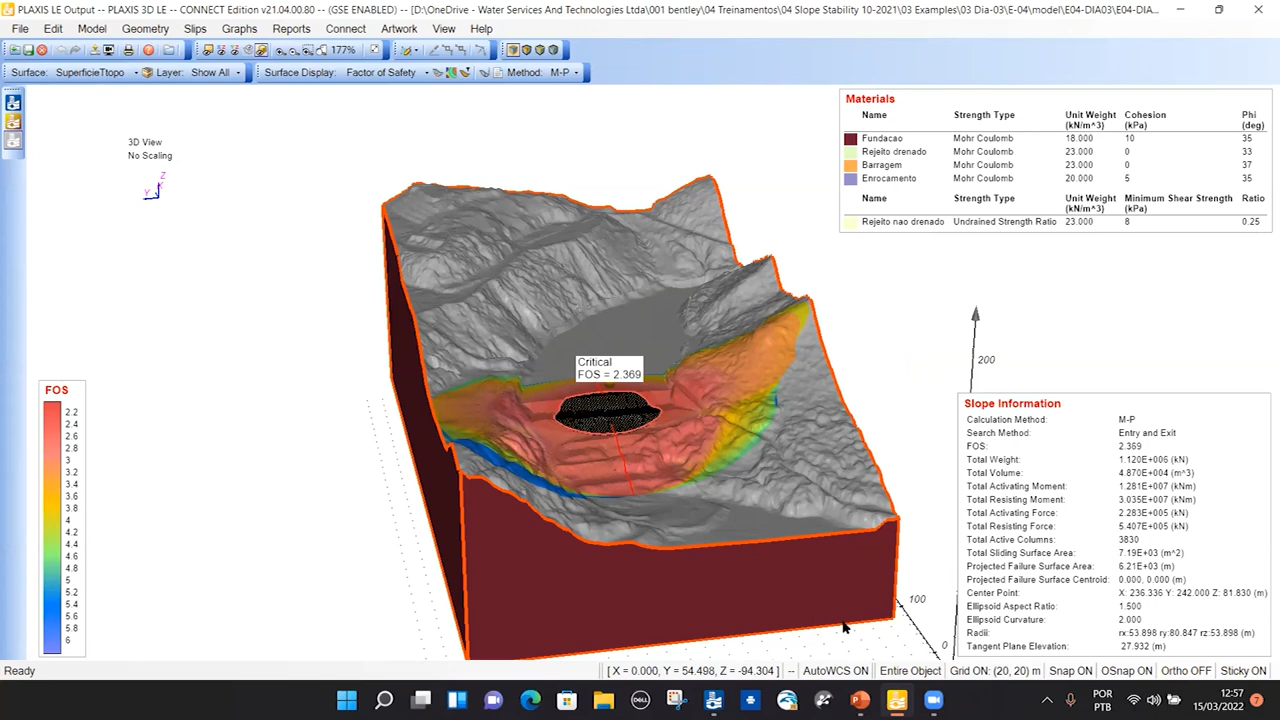 PLAXIS LE Output -- PLAXIS 3D LE -- CONNECT Edition v21.04.00.80 -- (GSE ENABLED) -- [D:\OneDrive - Water Services And Technologies Ltda\001 bentley\04 Treinamentos\04 Slope Stability 10-2021\03 Examples\03 Dia-03\E-04\model\E04-DIA03\E04-DIA...
File Edit Model Geometry Slips Graphs Reports Connect Artwork View Help
177%
Surface: SuperficieTtopo Layer: Show All Surface Display: Factor of Safety Method: M-P
3D View
No Scaling
Z
Y
Materials
Name Strength Type Unit Weight (kN/m^3) Cohesion (kPa) Phi (deg)
Fundacao Mohr Coulomb 18.000 10 35
Rejeito drenado Mohr Coulomb 23.000 0 33
Barragem Mohr Coulomb 23.000 0 37
Enrocamento Mohr Coulomb 20.000 5 35
Name Strength Type Unit Weight (kN/m^3) Minimum Shear Strength (kPa) Ratio
Rejeito nao drenado Undrained Strength Ratio 23.000 8 0.25
Critical
FOS = 2.369
200
100
0
FOS
2.2
2.4
2.6
2.8
3
3.2
3.4
3.6
3.8
4
4.2
4.4
4.6
4.8
5
5.2
5.4
5.6
5.8
6
Slope Information
Calculation Method: M-P
Search Method: Entry and Exit
FOS: 2.369
Total Weight: 1.120E+06 (kN)
Total Volume: 4.870E+04 (m^3)
Total Activating Moment: 1.281E+07 (kNm)
Total Resisting Moment: 3.035E+07 (kNm)
Total Activating Force: 2.283E+05 (kN)
Total Resisting Force: 5.407E+05 (kN)
Total Active Columns: 3830
Total Sliding Surface Area: 7.19E+03 (m^2)
Projected Failure Surface Area: 6.21E+03 (m^2)
Projected Failure Surface Centroid: 0.000, 0.000 (m)
Center Point: X: 236.336 Y: 242.000 Z: 81.830 (m)
Ellipsoid Aspect Ratio: 1.500
Ellipsoid Curvature: 2.000
Radii: rx:53.898 ry:80.847 rz:53.898 (m)
Tangent Plane Elevation: 27.932 (m)
Ready [ X = 0.000, Y = 54.498, Z = -94.304 ] -- AutoWCS ON Entire Object Grid ON (20, 20) m Snap ON OSnap ON Ortho OFF Sticky ON
DELL
POR
PTB
12:57
15/03/2022
7